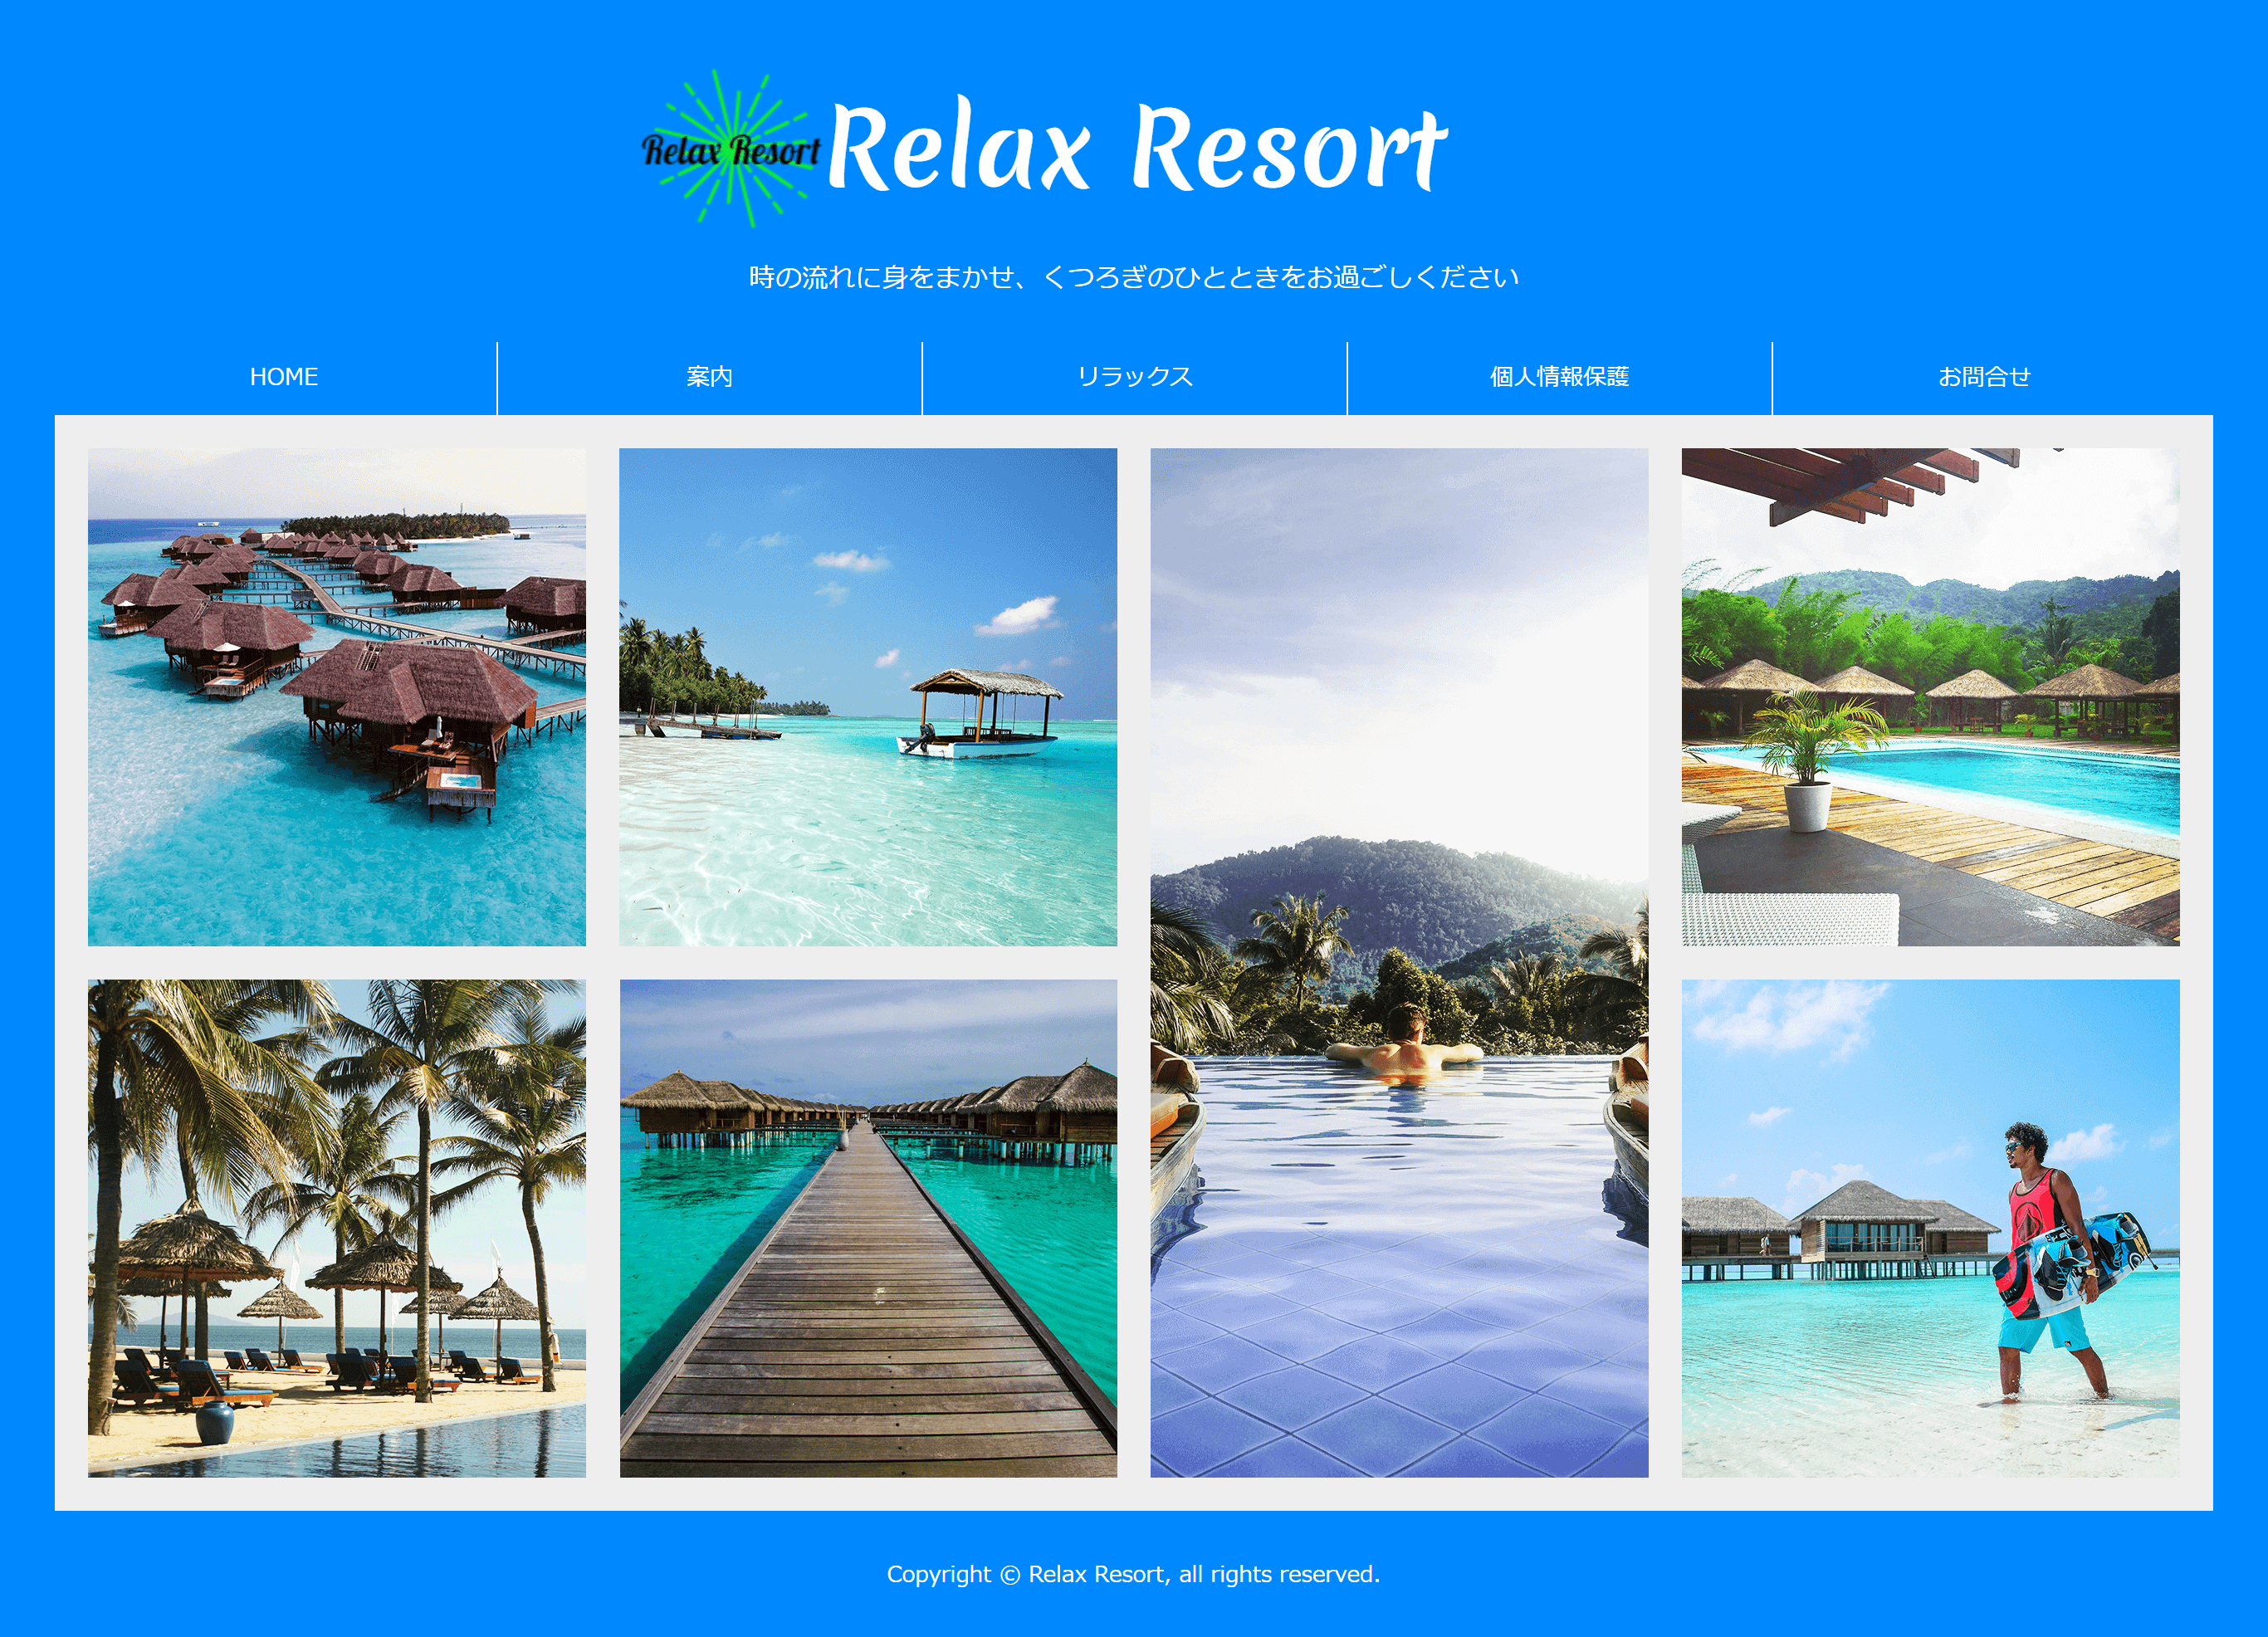 Relax Resort
Relax Resort
時の流れに身をまかせ、くつろぎのひとときをお過ごしください
HOME
案内
リラックス
個人情報保護
お問合せ
Copyright © Relax Resort, all rights reserved.